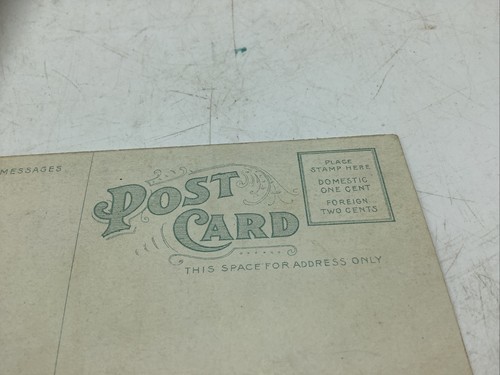 MESSAGES.
POST
CARD
THIS SPACE FOR ADDRESS ONLY
PLACE
STAMP HERE
DOMESTIC
ONE CENT
FOREIGN
TWO CENTS